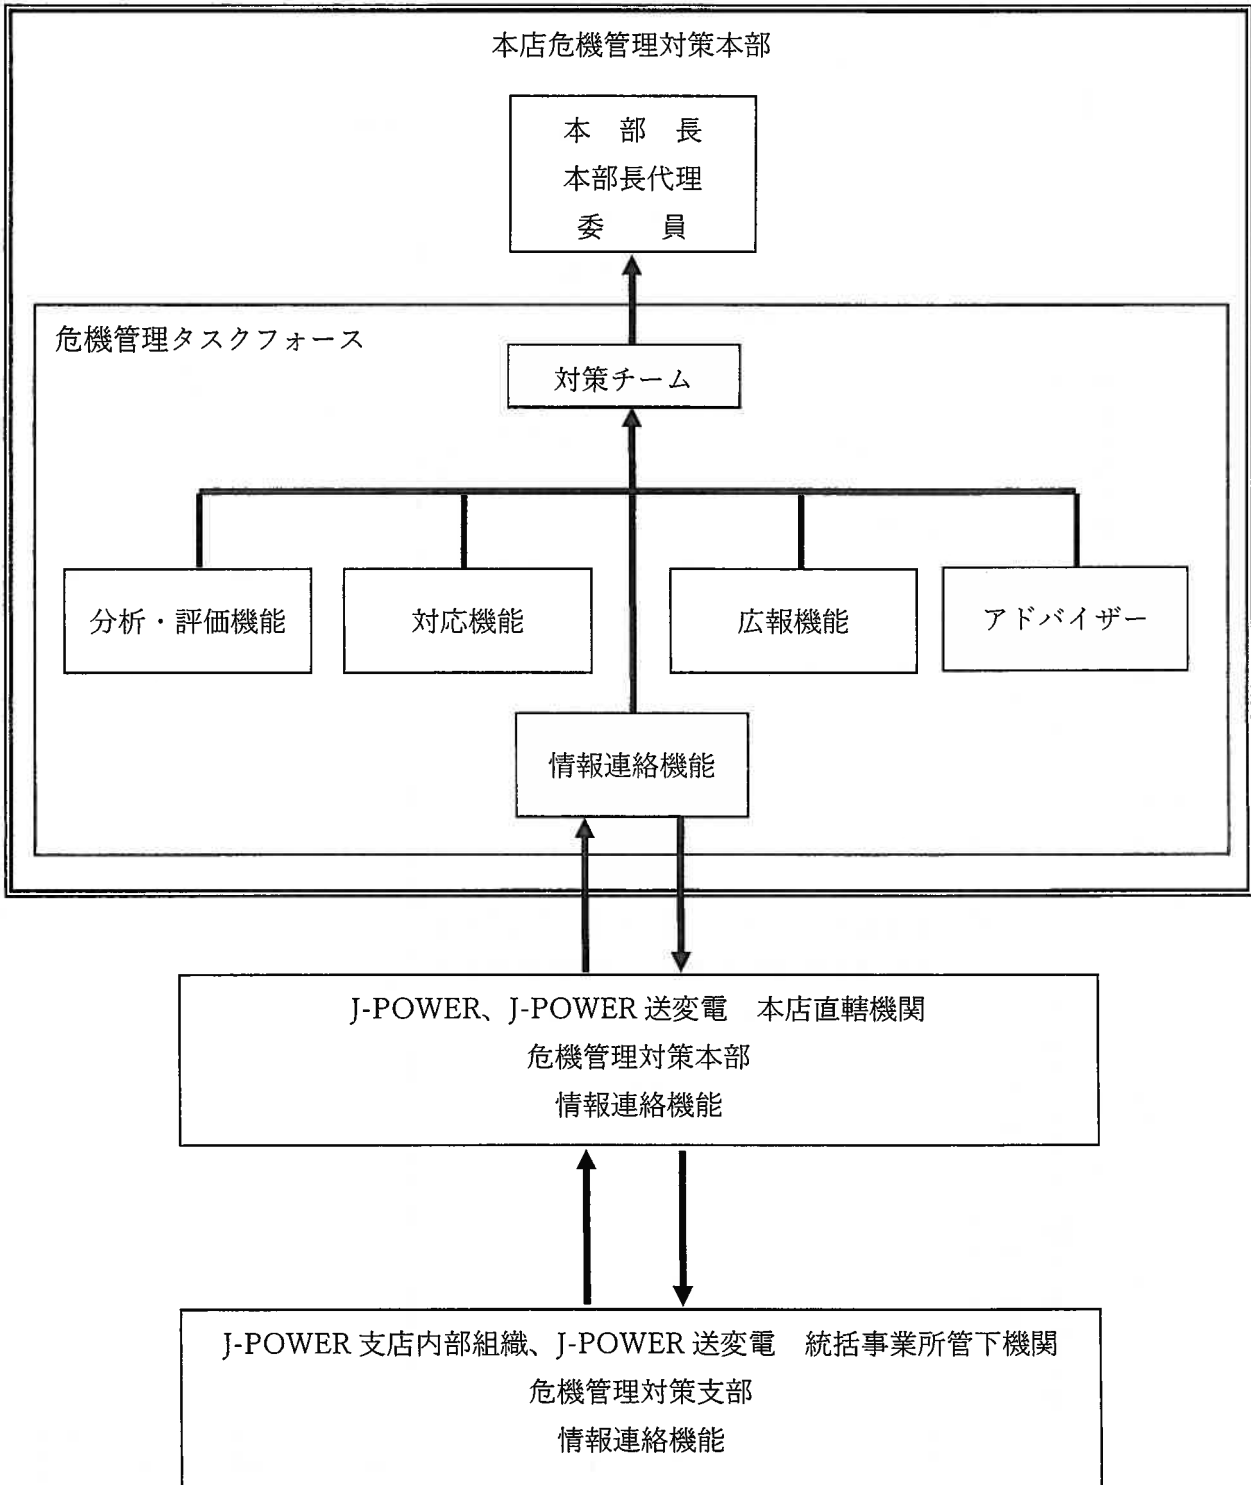 本店危機管理対策本部
本　部　長
本部長代理
委　　員
危機管理タスクフォース
対策チーム
分析・評価機能
対応機能
広報機能
アドバイザー
情報連絡機能
J-POWER、J-POWER 送変電　本店直轄機関
危機管理対策本部
情報連絡機能
J-POWER 支店内部組織、J-POWER 送変電　統括事業所管下機関
危機管理対策支部
情報連絡機能